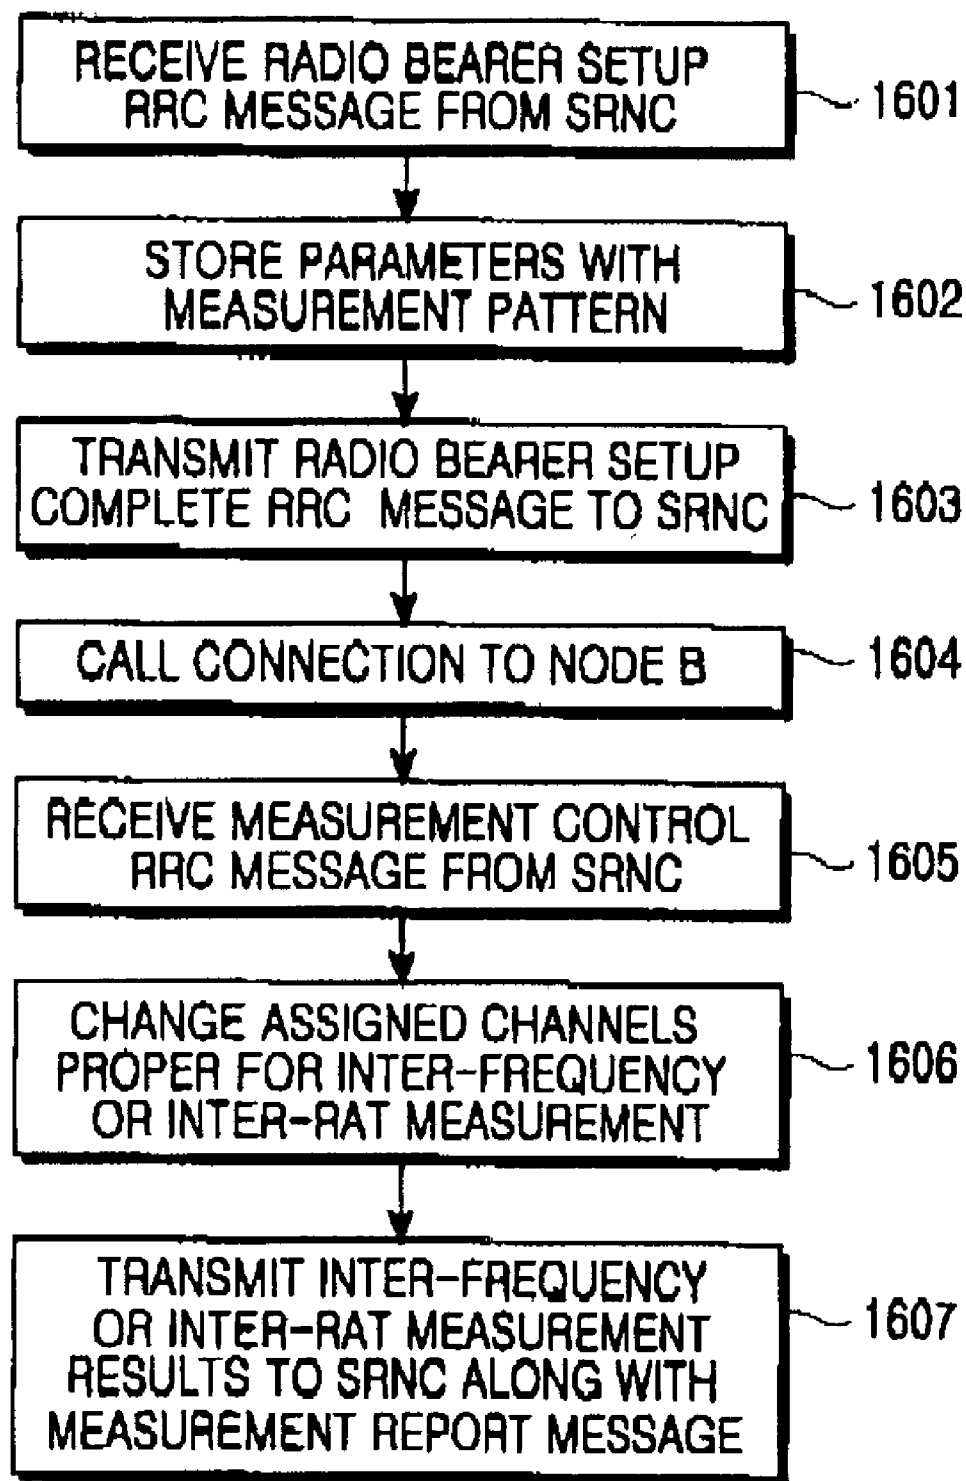 RECEIVE RADIO BEARER SETUP
RRC MESSAGE FROM SRNC
1601
STORE PARAMETERS WITH
MEASUREMENT PATTERN
1602
TRANSMIT RADIO BEARER SETUP
COMPLETE RRC MESSAGE TO SRNC
1603
CALL CONNECTION TO NODE B
1604
RECEIVE MEASUREMENT CONTROL
RRC MESSAGE FROM SRNC
1605
CHANGE ASSIGNED CHANNELS
PROPER FOR INTER-FREQUENCY
OR INTER-RAT MEASUREMENT
1606
TRANSMIT INTER-FREQUENCY
OR INTER-RAT MEASUREMENT
RESULTS TO SRNC ALONG WITH
MEASUREMENT REPORT MESSAGE
1607